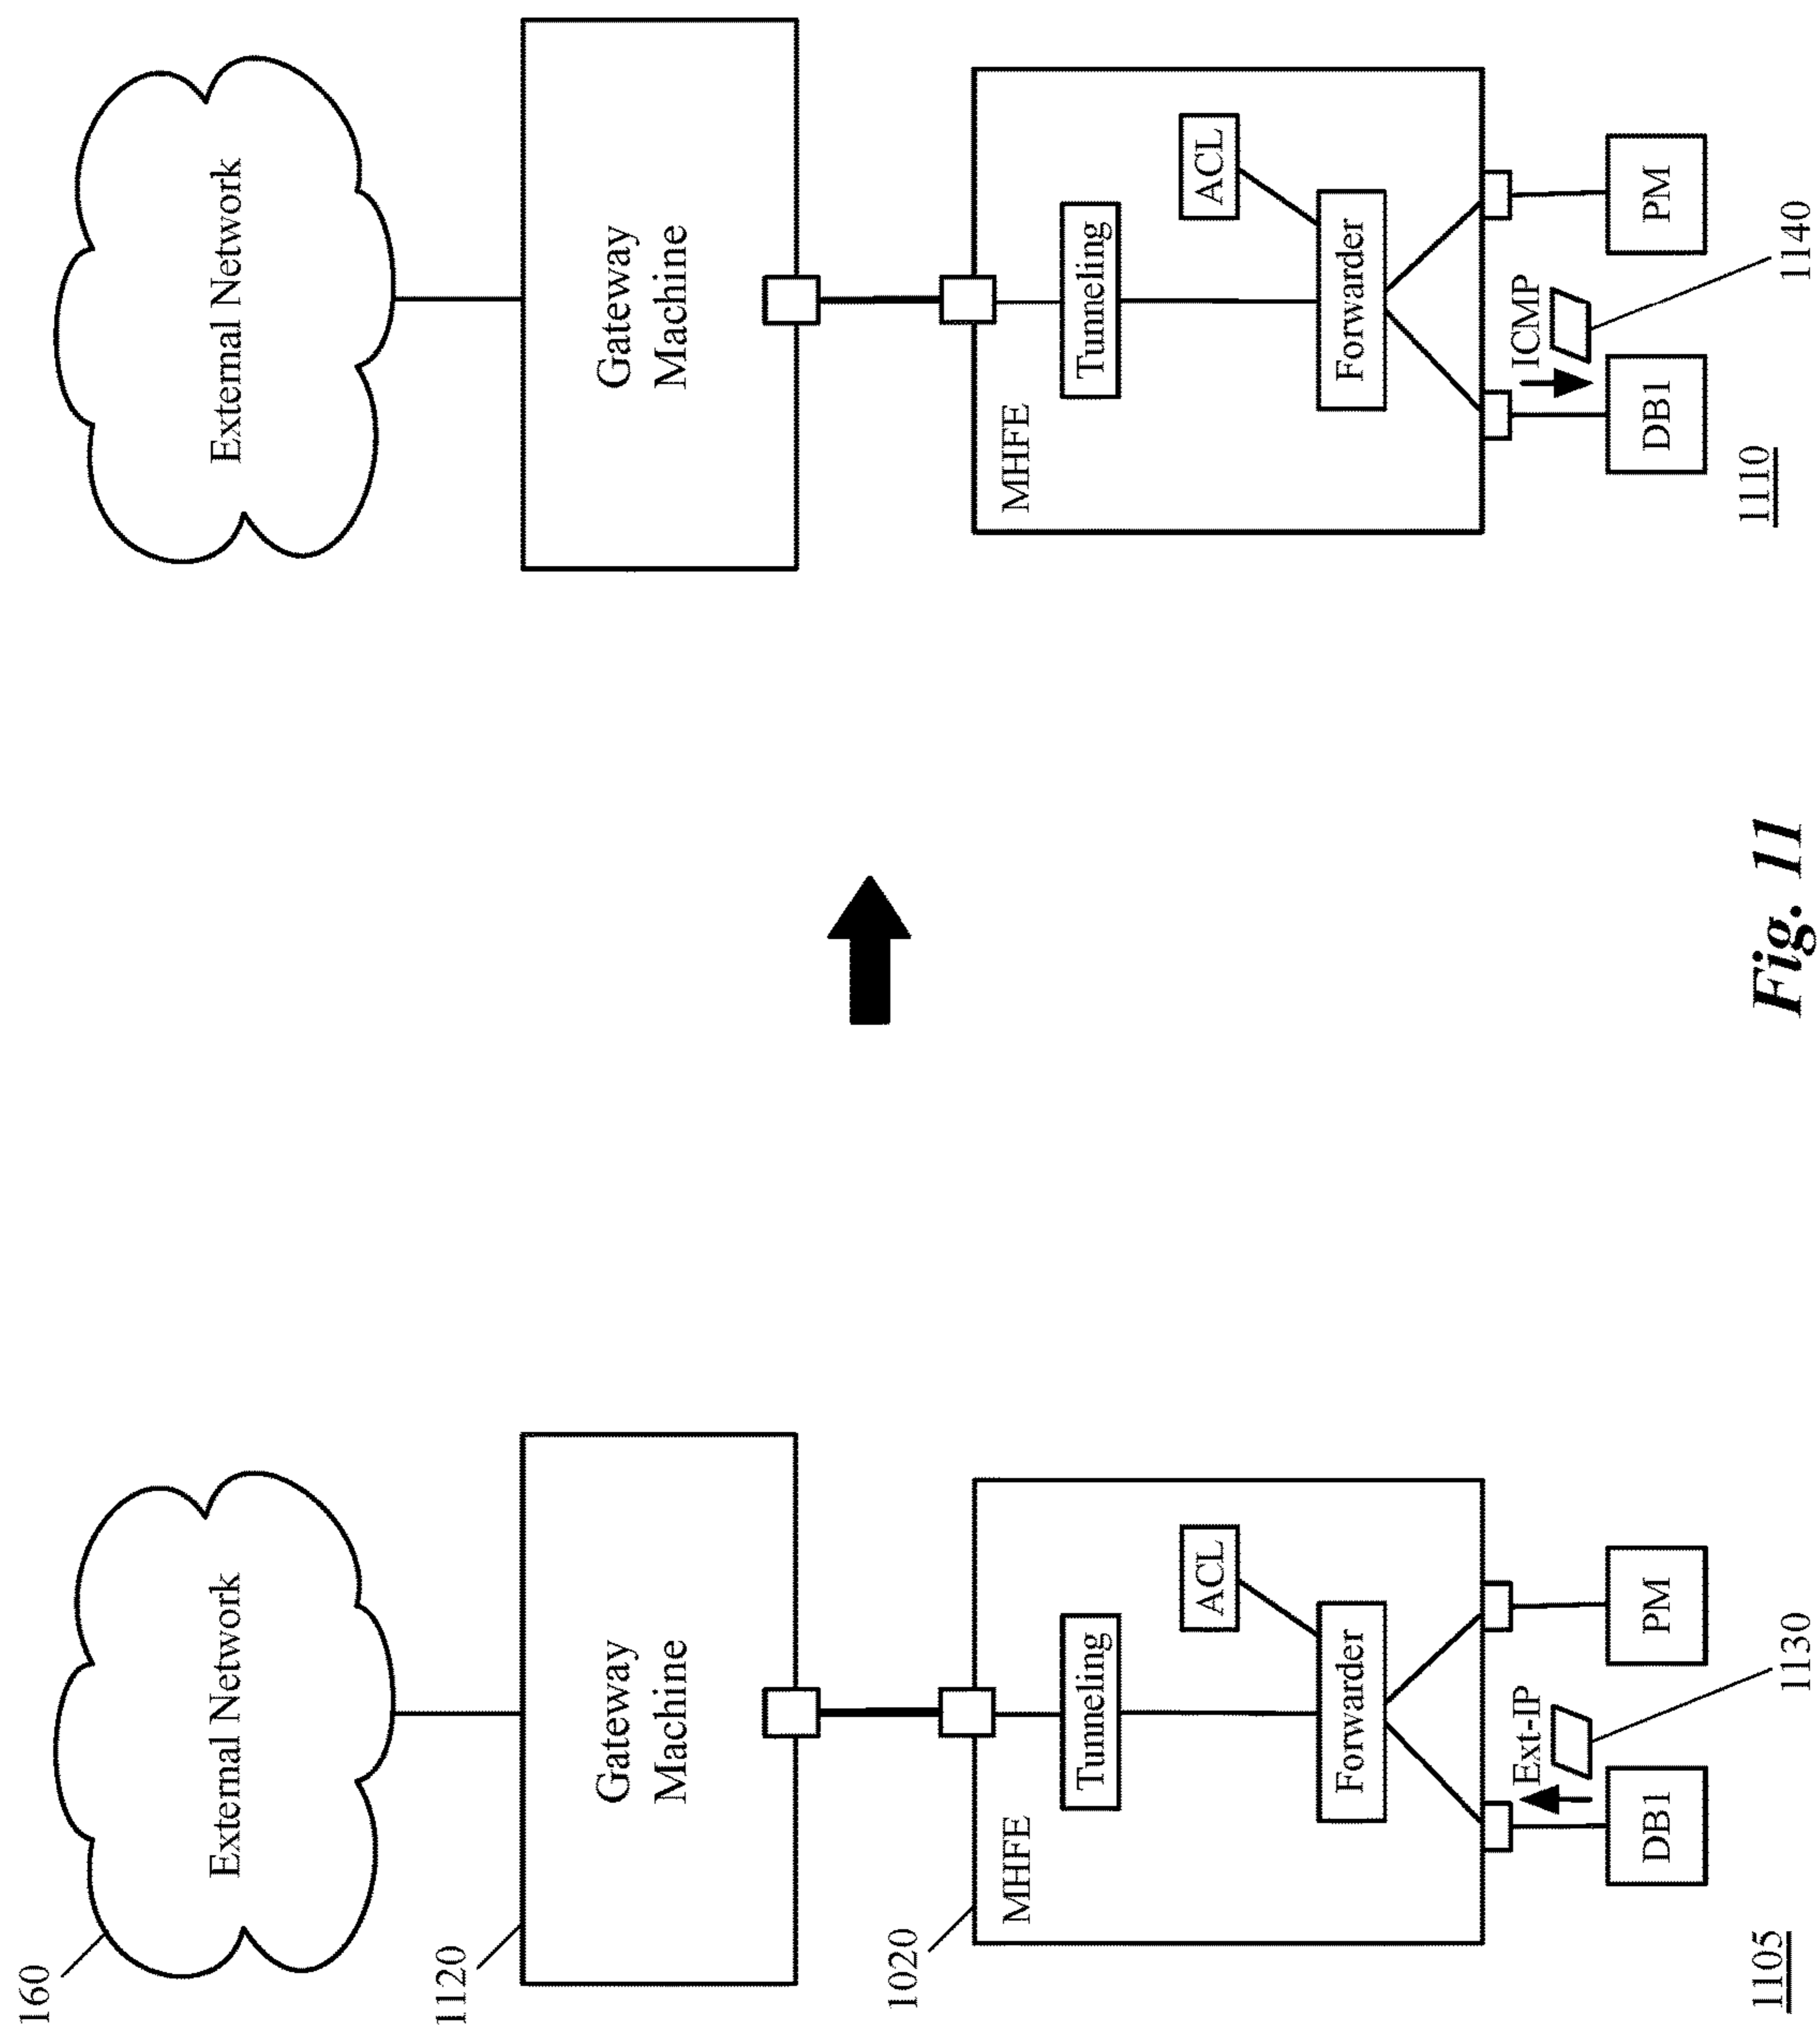 160
External Network
1120
Gateway
Machine
1020
MHFE
Tunneling
ACL
Forwarder
Ext-IP
DB1
PM
1130
1105
External Network
Gateway
Machine
MHFE
Tunneling
ACL
Forwarder
ICMP
DB1
PM
1140
1110
Fig. 11